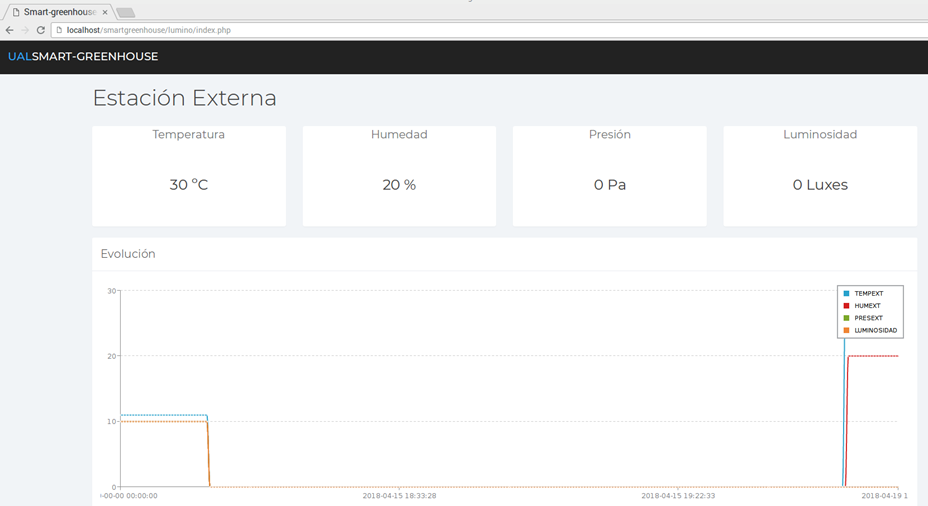 Smart-greenhouse
localhost/smartgreenhouse/lumino/index.php
UALSMART-GREENHOUSE
Estación Externa
Temperatura
30 °C
Humedad
20 %
Presión
0 Pa
Luminosidad
0 Luxes
Evolución
30
20
10
0
TEMPEXT
HUMEXT
PRESEXT
LUMINOSIDAD
-00-00 00:00:00
2018-04-15 18:33:28
2018-04-15 19:22:33
2018-04-19 1